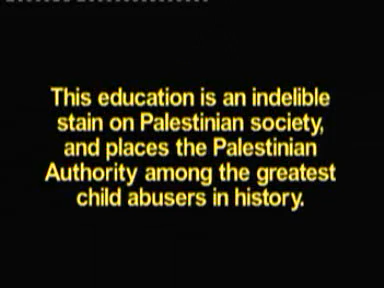 This education is an indelible
stain on Palestinian society,
and places the Palestinian
Authority among the greatest
child abusers in history.